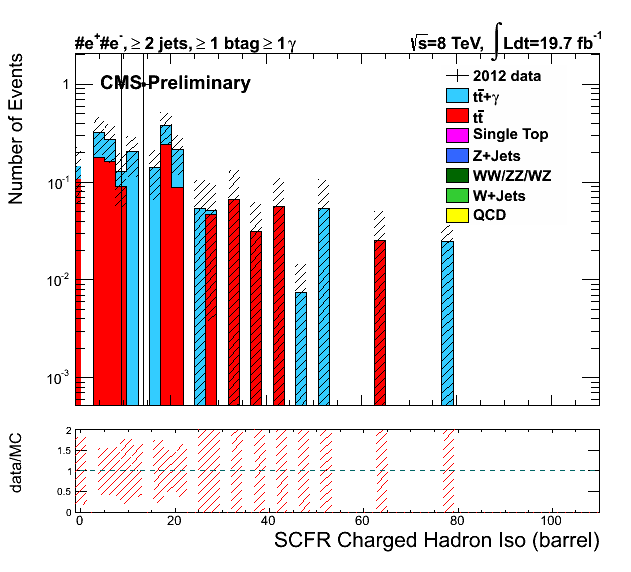 #e⁺#e⁻, ≥ 2 jets, ≥ 1 btag ≥ 1 γ
√s=8 TeV, ∫ Ldt=19.7 fb⁻¹
CMS Preliminary
2012 data
tt̄+γ
tt̄
Single Top
Z+Jets
WW/ZZ/WZ
W+Jets
QCD
Number of Events
1
10⁻¹
10⁻²
10⁻³
data/MC
2
1.5
1
0.5
0
0 20 40 60 80 100
SCFR Charged Hadron Iso (barrel)